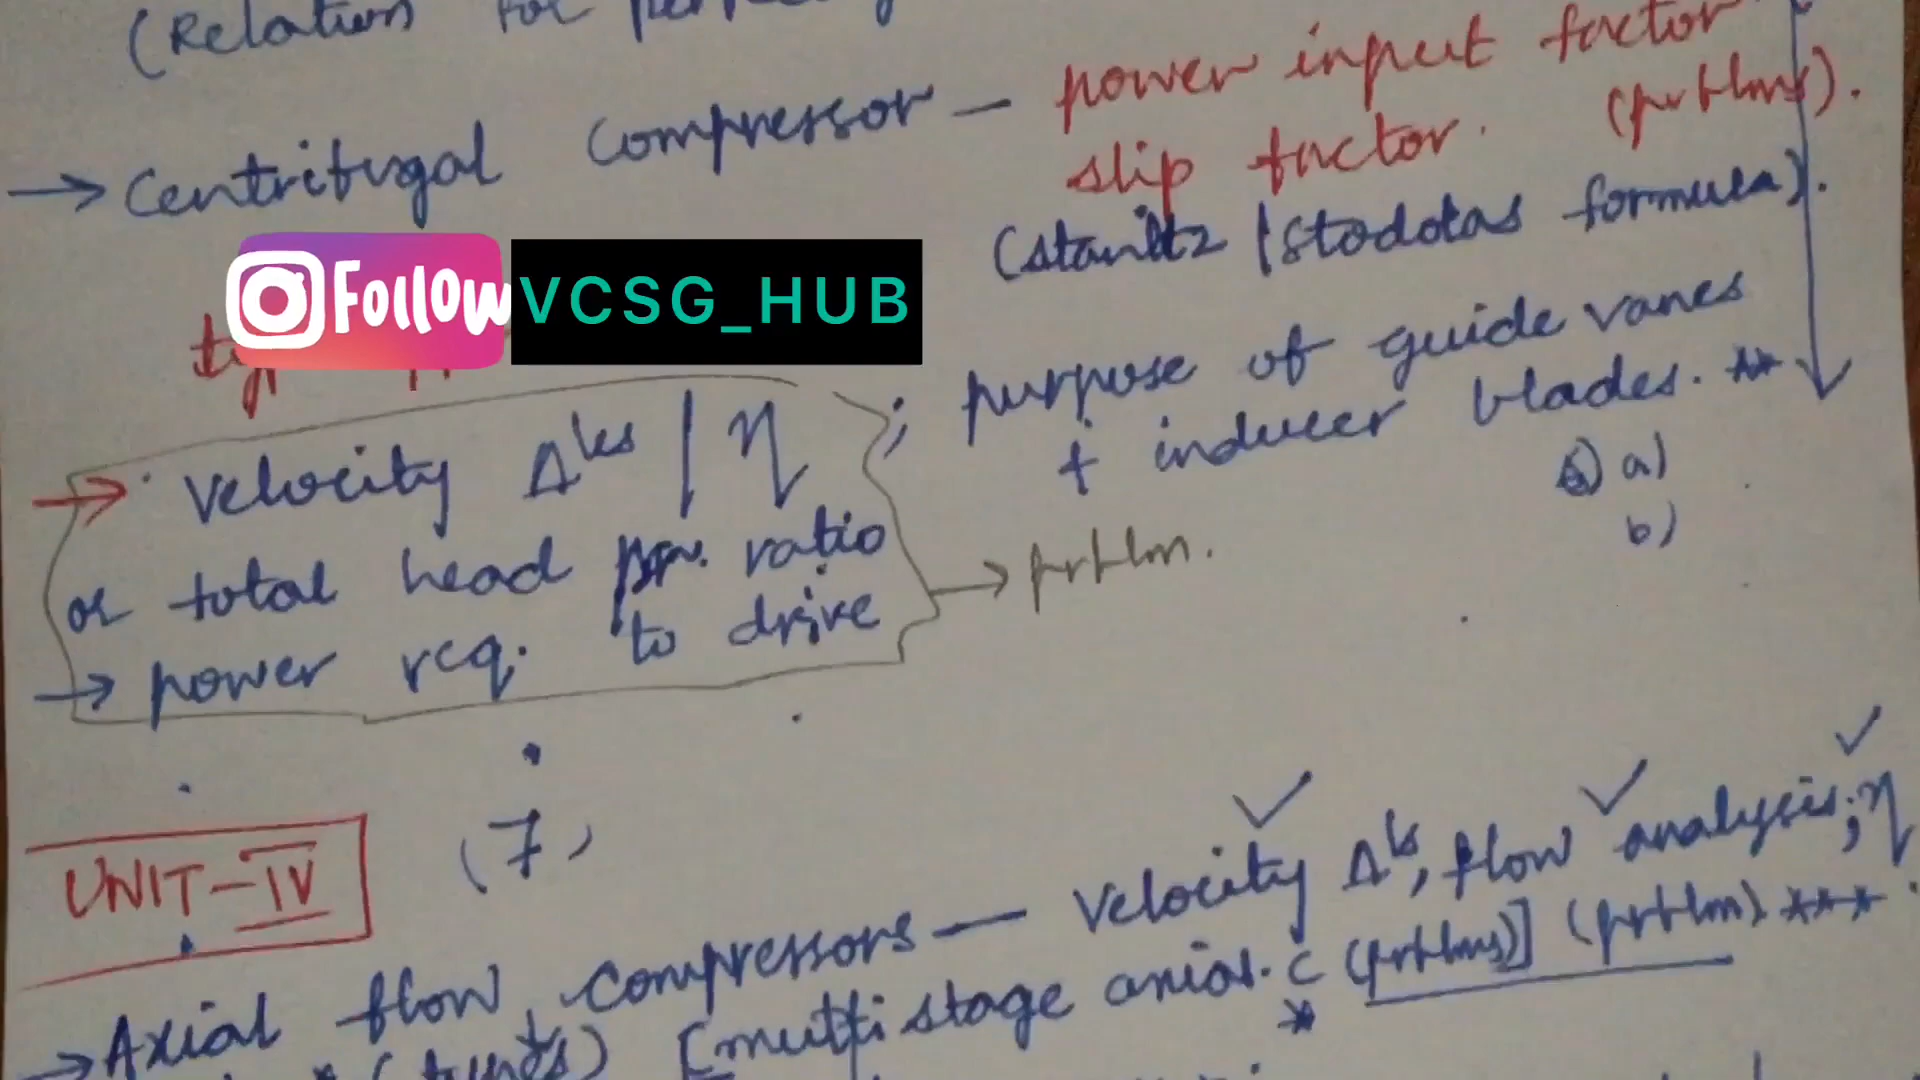 (Relation for
→ Centrifugal compressor — power input factor
slip factor. (prblms).
(stanitz | stodolas formula).
Follow VCSG_HUB
; purpose of guide vanes
+ inducer blades. **
→ Velocity Δles | η
a)
b)
or total head pr. ratio
→ prblm.
→ power req. to drive
UNIT-IV (7)
→ Axial flow compressors — Velocity Δls, flow analysis; η
[multi stage axial. c (prblms)] (prblm) ***
*
(types)